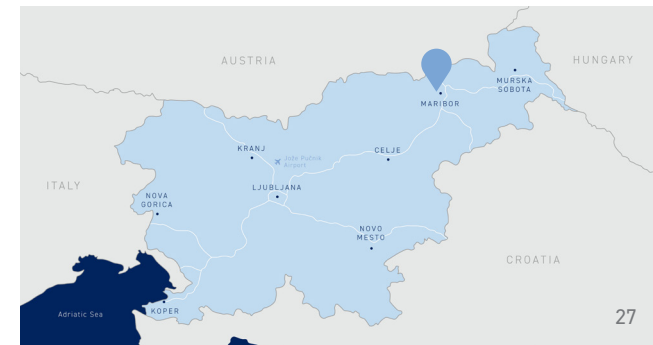 AUSTRIA
HUNGARY
MURSKA
SOBOTA
MARIBOR
KRANJ
CELJE
Jože Pučnik
Airport
ITALY
LJUBLJANA
NOVA
GORICA
NOVO
MESTO
CROATIA
KOPER
Adriatic Sea
27